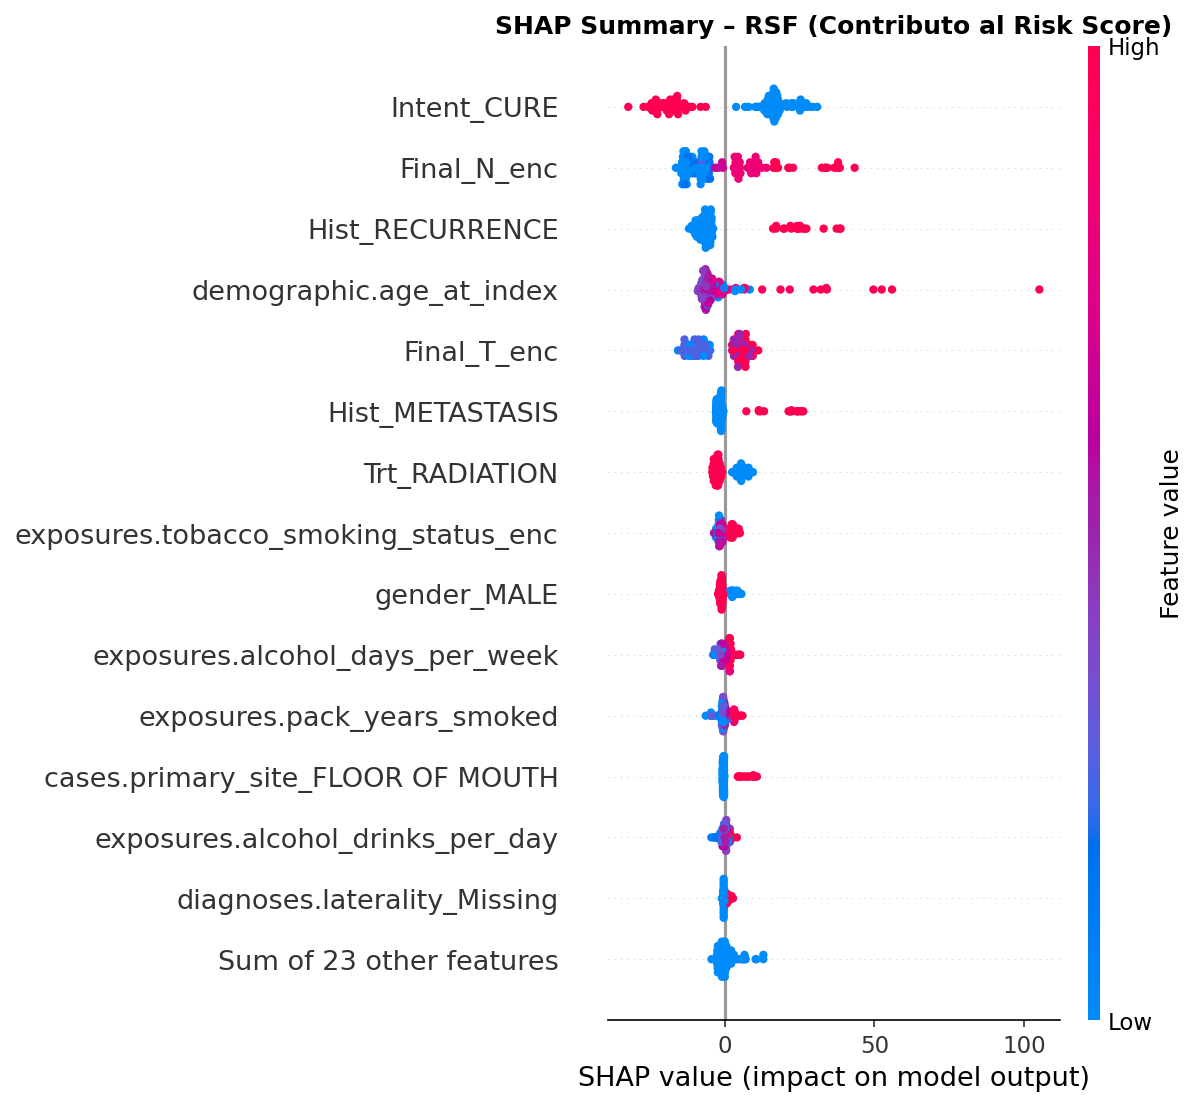 SHAP Summary – RSF (Contributo al Risk Score)
High
Intent_CURE
Final_N_enc
Hist_RECURRENCE
demographic.age_at_index
Final_T_enc
Hist_METASTASIS
Trt_RADIATION
exposures.tobacco_smoking_status_enc
gender_MALE
exposures.alcohol_days_per_week
exposures.pack_years_smoked
cases.primary_site_FLOOR OF MOUTH
exposures.alcohol_drinks_per_day
diagnoses.laterality_Missing
Sum of 23 other features
Feature value
Low
0 50 100
SHAP value (impact on model output)